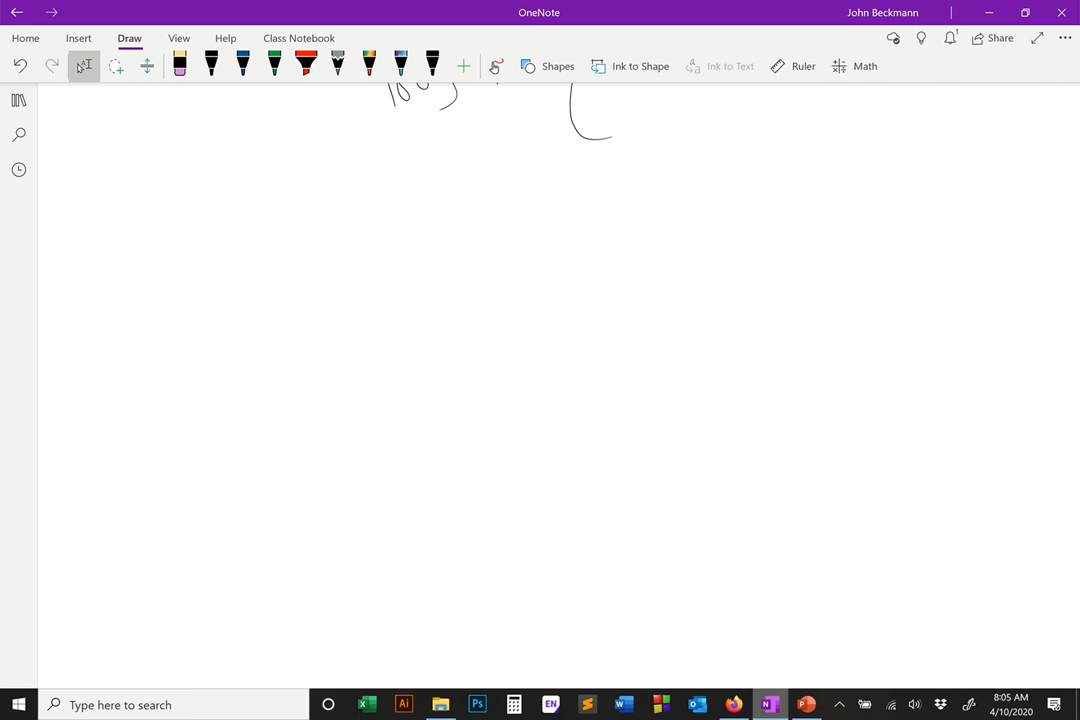 OneNote
John Beckmann
Home Insert Draw View Help Class Notebook
Share
Shapes Ink to Shape Ink to Text Ruler Math
Type here to search
8:05 AM
4/10/2020